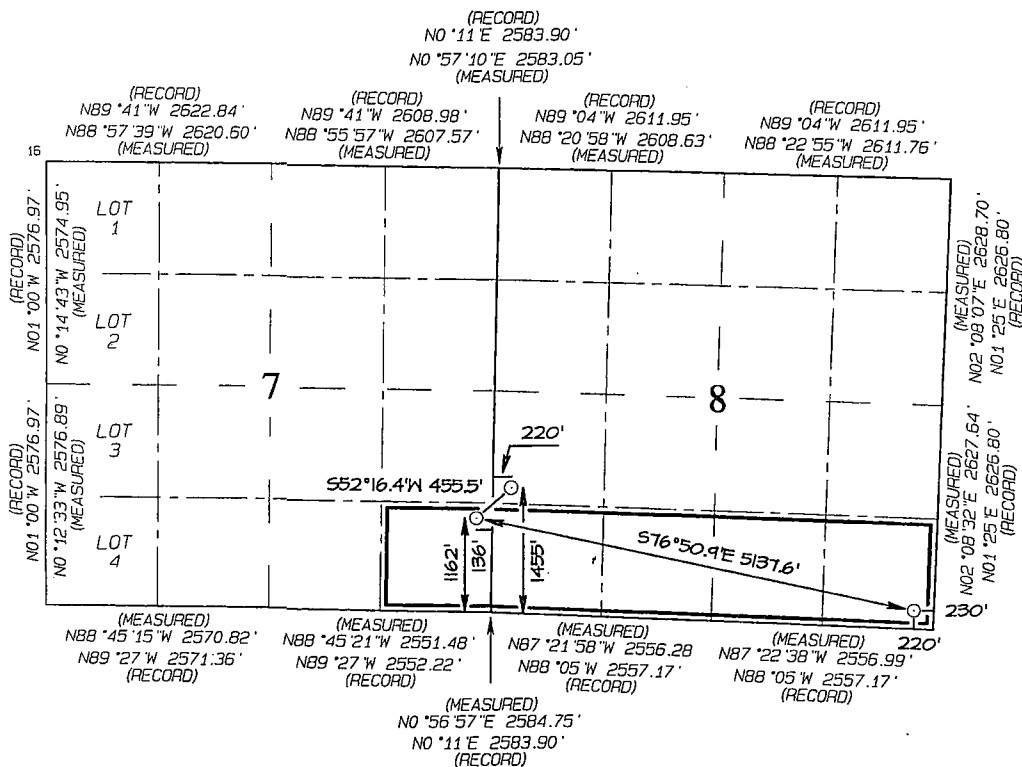 (RECORD)
N0°11'E 2583.90'
N0°57'10"E 2583.05'
(MEASURED)
(RECORD)
N89°41"W 2622.84'
N88°57'39"W 2620.60'
(MEASURED)
(RECORD)
N89°41"W 2608.98'
N88°55'57"W 2607.57'
(MEASURED)
(RECORD)
N89°04"W 2611.95'
N88°20'58"W 2608.63'
(MEASURED)
(RECORD)
N89°04"W 2611.95'
N88°22'55"W 2611.76'
(MEASURED)
16
(RECORD)
N01°00'W 2576.97'
N0°14'43"W 2574.95'
(MEASURED)
LOT
1
LOT
2
7
8
(MEASURED)
N02°08'07"E 2628.70'
N01°25'E 2626.80'
(RECORD)
(RECORD)
N01°00'W 2576.97'
N0°12'33"W 2576.89'
(MEASURED)
LOT
3
LOT
4
220'
S52°16.4'W 455.5'
1162'
136'
1455'
S76°50.9'E 5137.6'
230'
220'
(MEASURED)
N02°08'32"E 2627.64'
N01°25'E 2626.80'
(RECORD)
(MEASURED)
N88°45'15"W 2570.82'
N89°27'W 2571.36'
(RECORD)
(MEASURED)
N88°45'21"W 2551.48'
N89°27'W 2552.22'
(RECORD)
(MEASURED)
N87°21'58"W 2556.28
N88°05'W 2557.17'
(RECORD)
(MEASURED)
N87°22'38"W 2556.99'
N88°05'W 2557.17'
(RECORD)
(MEASURED)
N0°56'57"E 2584.75'
N0°11'E 2583.90'
(RECORD)